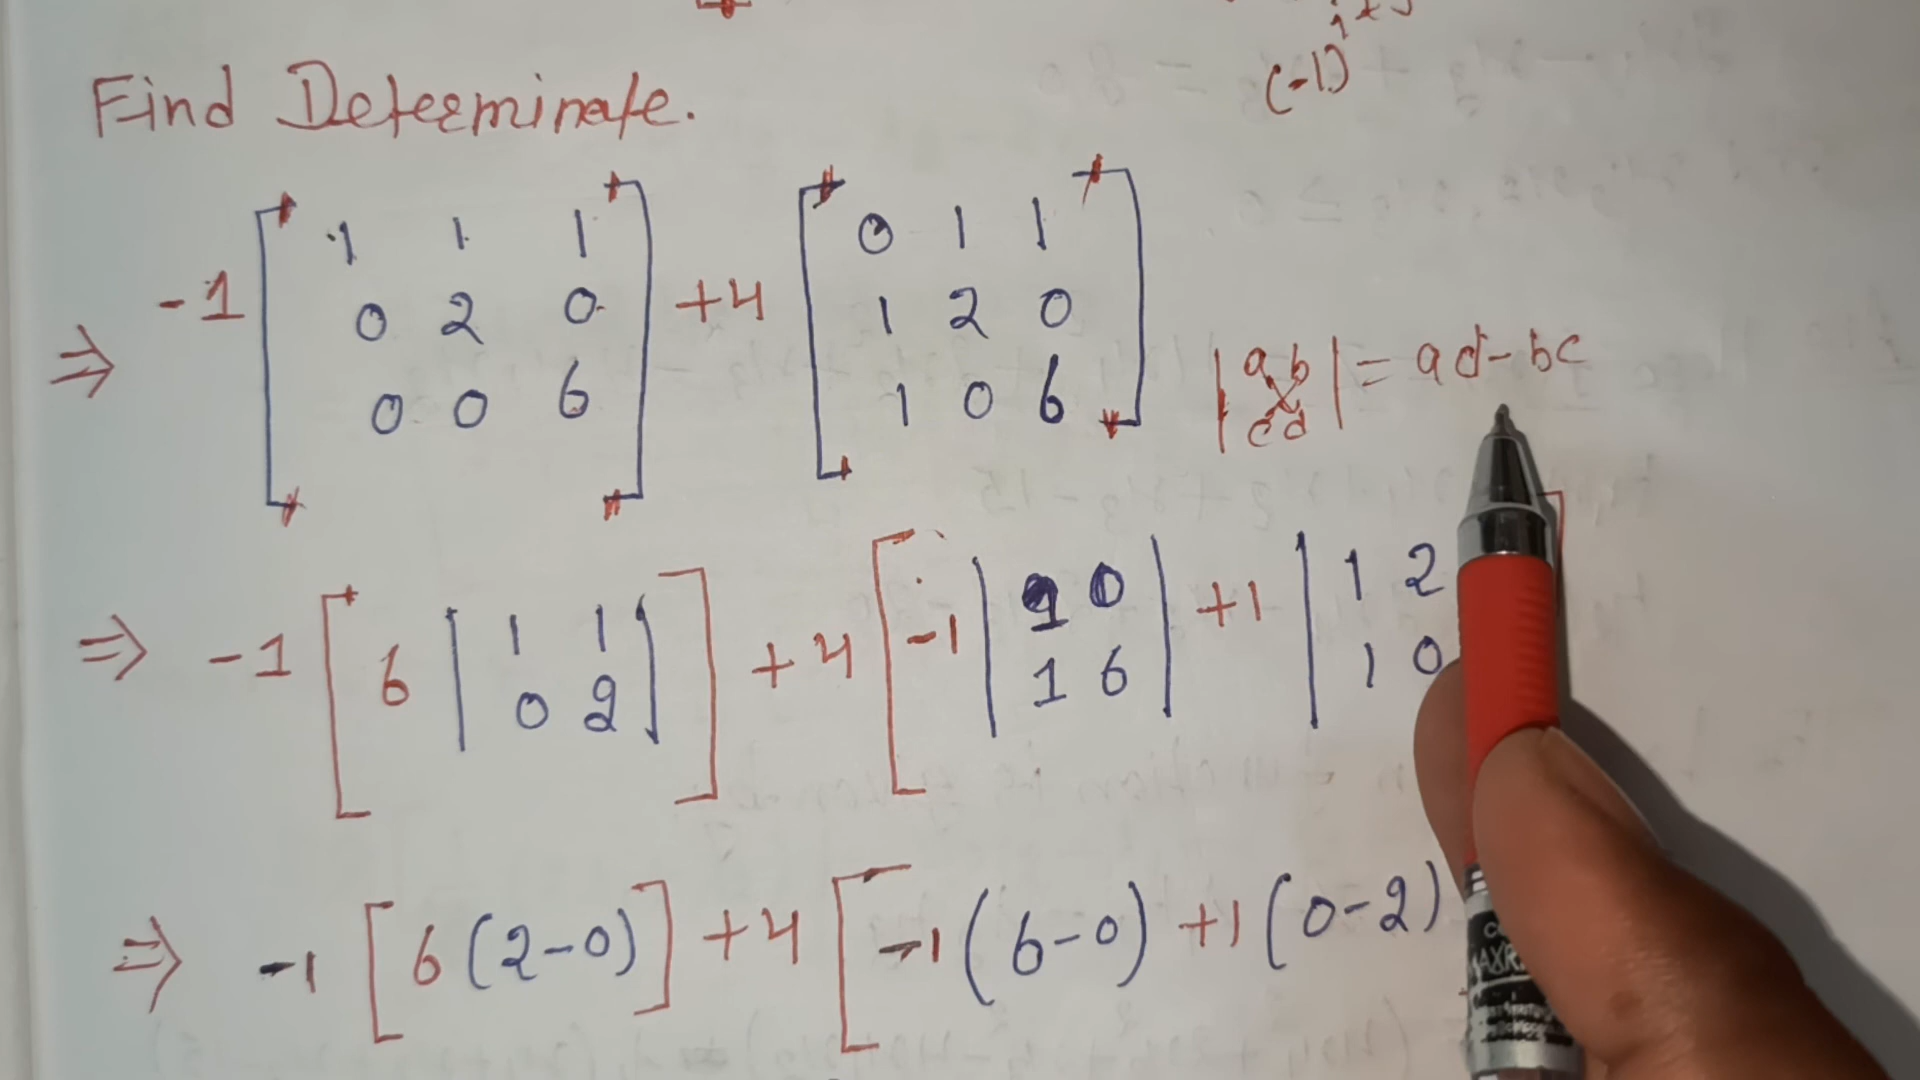 (-1)
Find Determinate.
⇒ -1 [ 1 1 1 ] +4 [ 0 1 1 ]
0 2 0 1 2 0
0 0 6 1 0 6
| a b | = ad-bc
c d
⇒ -1 [ 6 | 1 1 | ] +4 [ -1 | 1 0 | +1 | 1 2
0 2 1 6 1 0
⇒ -1 [ 6 (2-0) ] +4 [ -1 (6-0) +1 (0-2)